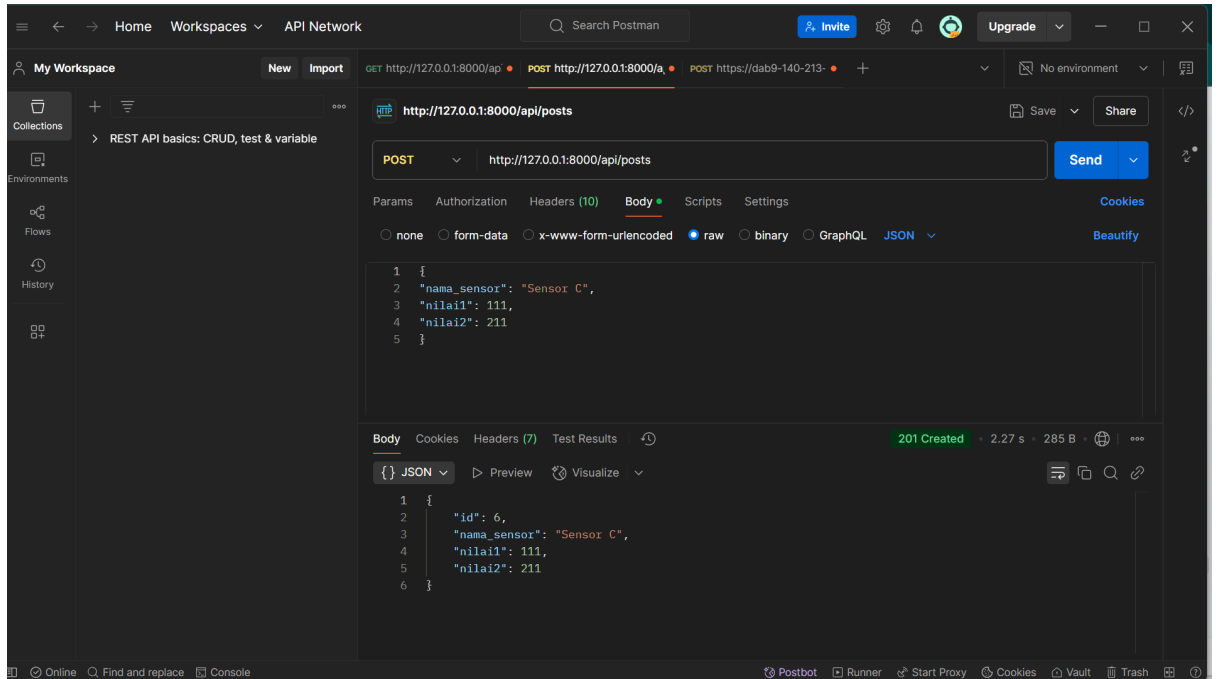 Home Workspaces API Network Search Postman Invite Upgrade
My Workspace New Import GET http://127.0.0.1:8000/ap POST http://127.0.0.1:8000/a POST https://dab9-140-213- No environment
Collections
Environments
Flows
History
REST API basics: CRUD, test & variable
HTTP http://127.0.0.1:8000/api/posts Save Share
POST http://127.0.0.1:8000/api/posts Send
Params Authorization Headers (10) Body Scripts Settings Cookies
none form-data x-www-form-urlencoded raw binary GraphQL JSON Beautify
1 {
2 "nama_sensor": "Sensor C",
3 "nilai1": 111,
4 "nilai2": 211
5 }
Body Cookies Headers (7) Test Results 201 Created 2.27 s 285 B
{} JSON Preview Visualize
1 {
2 "id": 6,
3 "nama_sensor": "Sensor C",
4 "nilai1": 111,
5 "nilai2": 211
6 }
Online Find and replace Console Postbot Runner Start Proxy Cookies Vault Trash